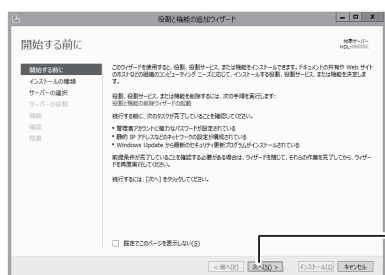 役割と機能の追加ウィザード
開始する前に
対象サーバー
HDL-
開始する前に
インストールの種類
サーバーの選択
サーバーの役割
機能
確認
結果
このウィザードを使用すると、役割、役割サービス、または機能をインストールできます。ドキュメントの共有や Web サイト
のホストなどの組織のコンピューティング ニーズに応じて、インストールする役割、役割サービス、または機能を決定しま
す。
役割、役割サービス、または機能を削除するには、次の手順を実行します:
役割と機能の削除ウィザードの起動
続行する前に、次のタスクが完了していることを確認してください。
• 管理者アカウントに強力なパスワードが設定されている
• 静的 IP アドレスなどのネットワークの設定が構成されている
• Windows Update から最新のセキュリティ更新プログラムがインストールされている
前提条件が完了していることを確認する必要がある場合は、ウィザードを閉じて、それらの作業を完了してから、ウィザー
ドを再度実行してください。
続行するには、[次へ] をクリックしてください。
既定でこのページを表示しない(S)
< 前へ(P) 次へ(N) > インストール(I) キャンセル